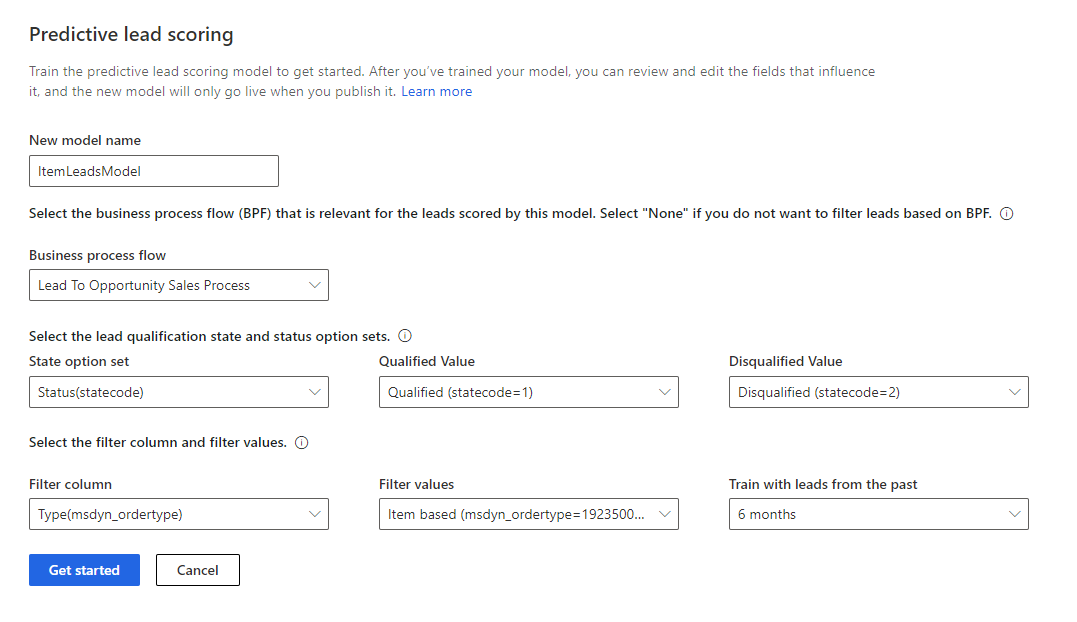 Predictive lead scoring
Train the predictive lead scoring model to get started. After you've trained your model, you can review and edit the fields that influence
it, and the new model will only go live when you publish it. Learn more
New model name
ItemLeadsModel
Select the business process flow (BPF) that is relevant for the leads scored by this model. Select "None" if you do not want to filter leads based on BPF.
Business process flow
Lead To Opportunity Sales Process
Select the lead qualification state and status option sets.
State option set Qualified Value Disqualified Value
Status(statecode) Qualified (statecode=1) Disqualified (statecode=2)
Select the filter column and filter values.
Filter column Filter values Train with leads from the past
Type(msdyn_ordertype) Item based (msdyn_ordertype=1923500... 6 months
Get started Cancel